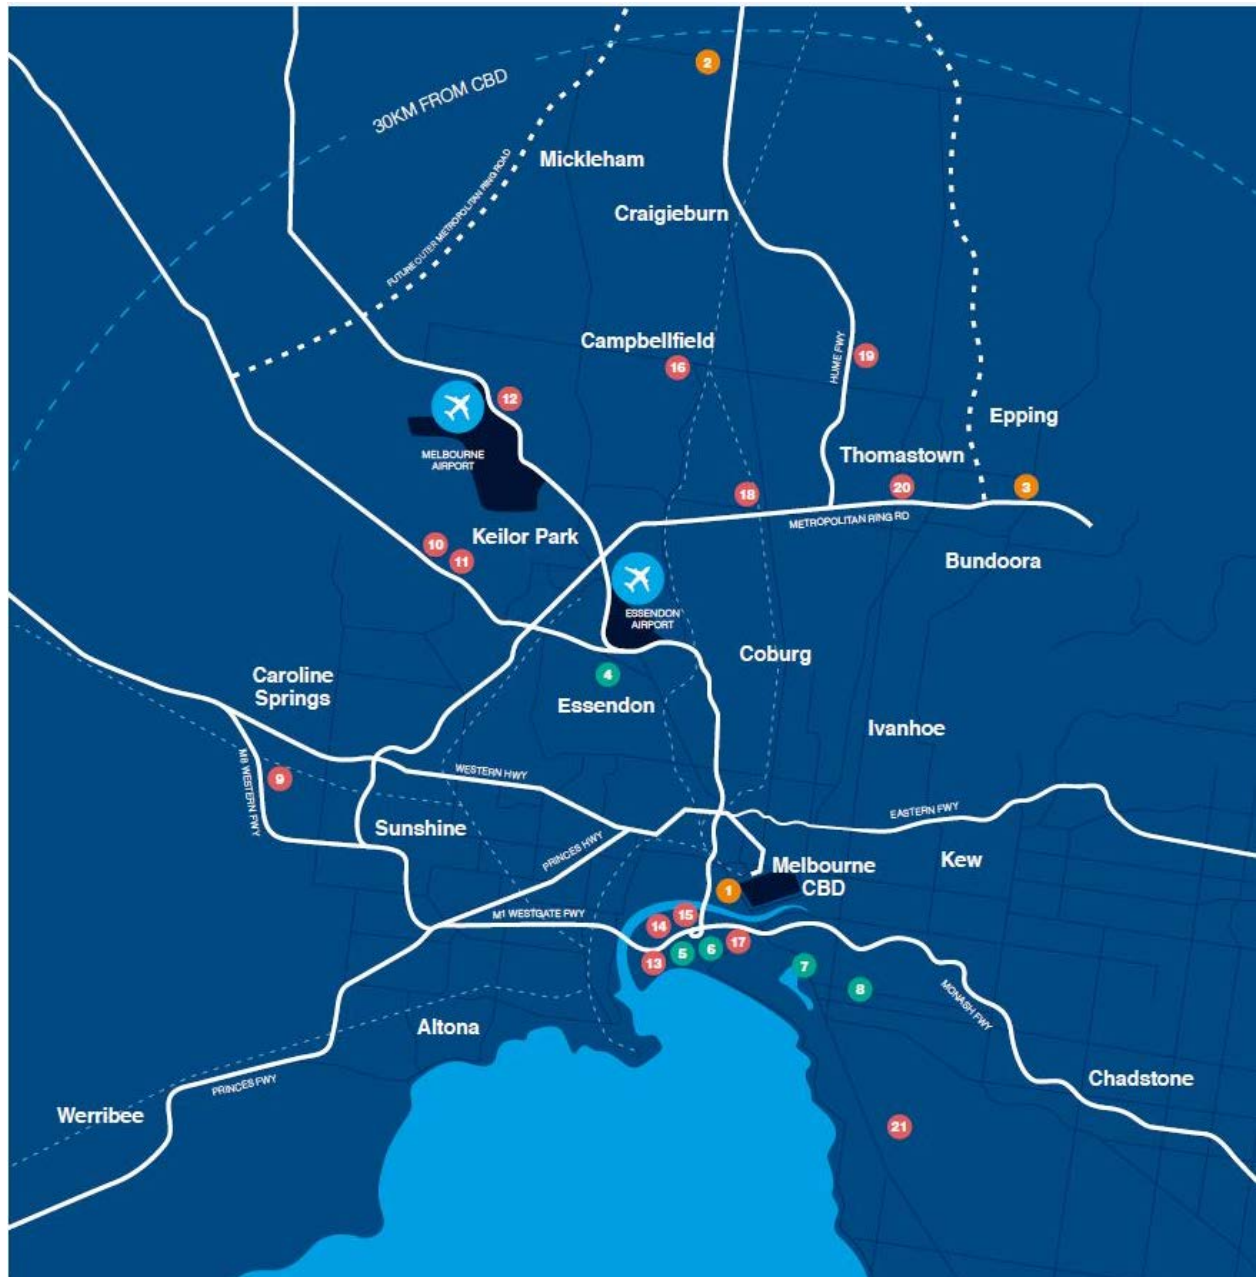 2
30KM FROM CBD
Mickleham
FUTURE OUTER METROPOLITAN RING ROAD
Craigieburn
Campbellfield
16
HUME FWY
19
12
MELBOURNE
AIRPORT
Epping
Thomastown
18
20
3
METROPOLITAN RING RD
Keilor Park
10
11
Bundoora
ESSENDON
AIRPORT
Coburg
4
Essendon
Caroline
Springs
Ivanhoe
M8 WESTERN FWY
9
WESTERN HWY
EASTERN FWY
Sunshine
PRINCES HWY
Kew
Melbourne
CBD
1
M1 WESTGATE FWY
15
14
17
13
5
6
7
8
MONASH FWY
Altona
PRINCES FWY
Chadstone
Werribee
21